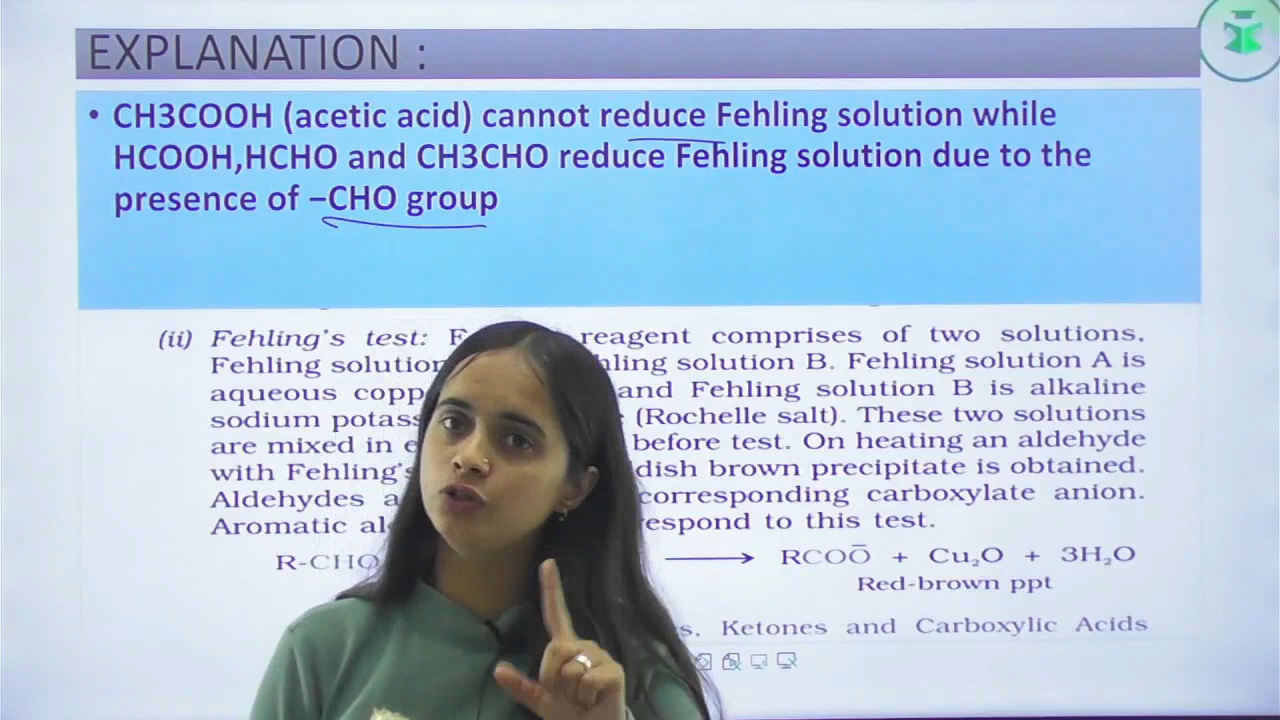 EXPLANATION :
• CH3COOH (acetic acid) cannot reduce Fehling solution while
HCOOH,HCHO and CH3CHO reduce Fehling solution due to the
presence of –CHO group
(ii) Fehling's test: reagent comprises of two solutions,
Fehling solution hling solution B. Fehling solution A is
aqueous copp and Fehling solution B is alkaline
sodium potas (Rochelle salt). These two solutions
are mixed in e before test. On heating an aldehyde
with Fehling's dish brown precipitate is obtained.
Aldehydes a corresponding carboxylate anion.
Aromatic al espond to this test.
R-CHO ⟶ RCOO̅ + Cu₂O + 3H₂O
Red-brown ppt
s, Ketones and Carboxylic Acids